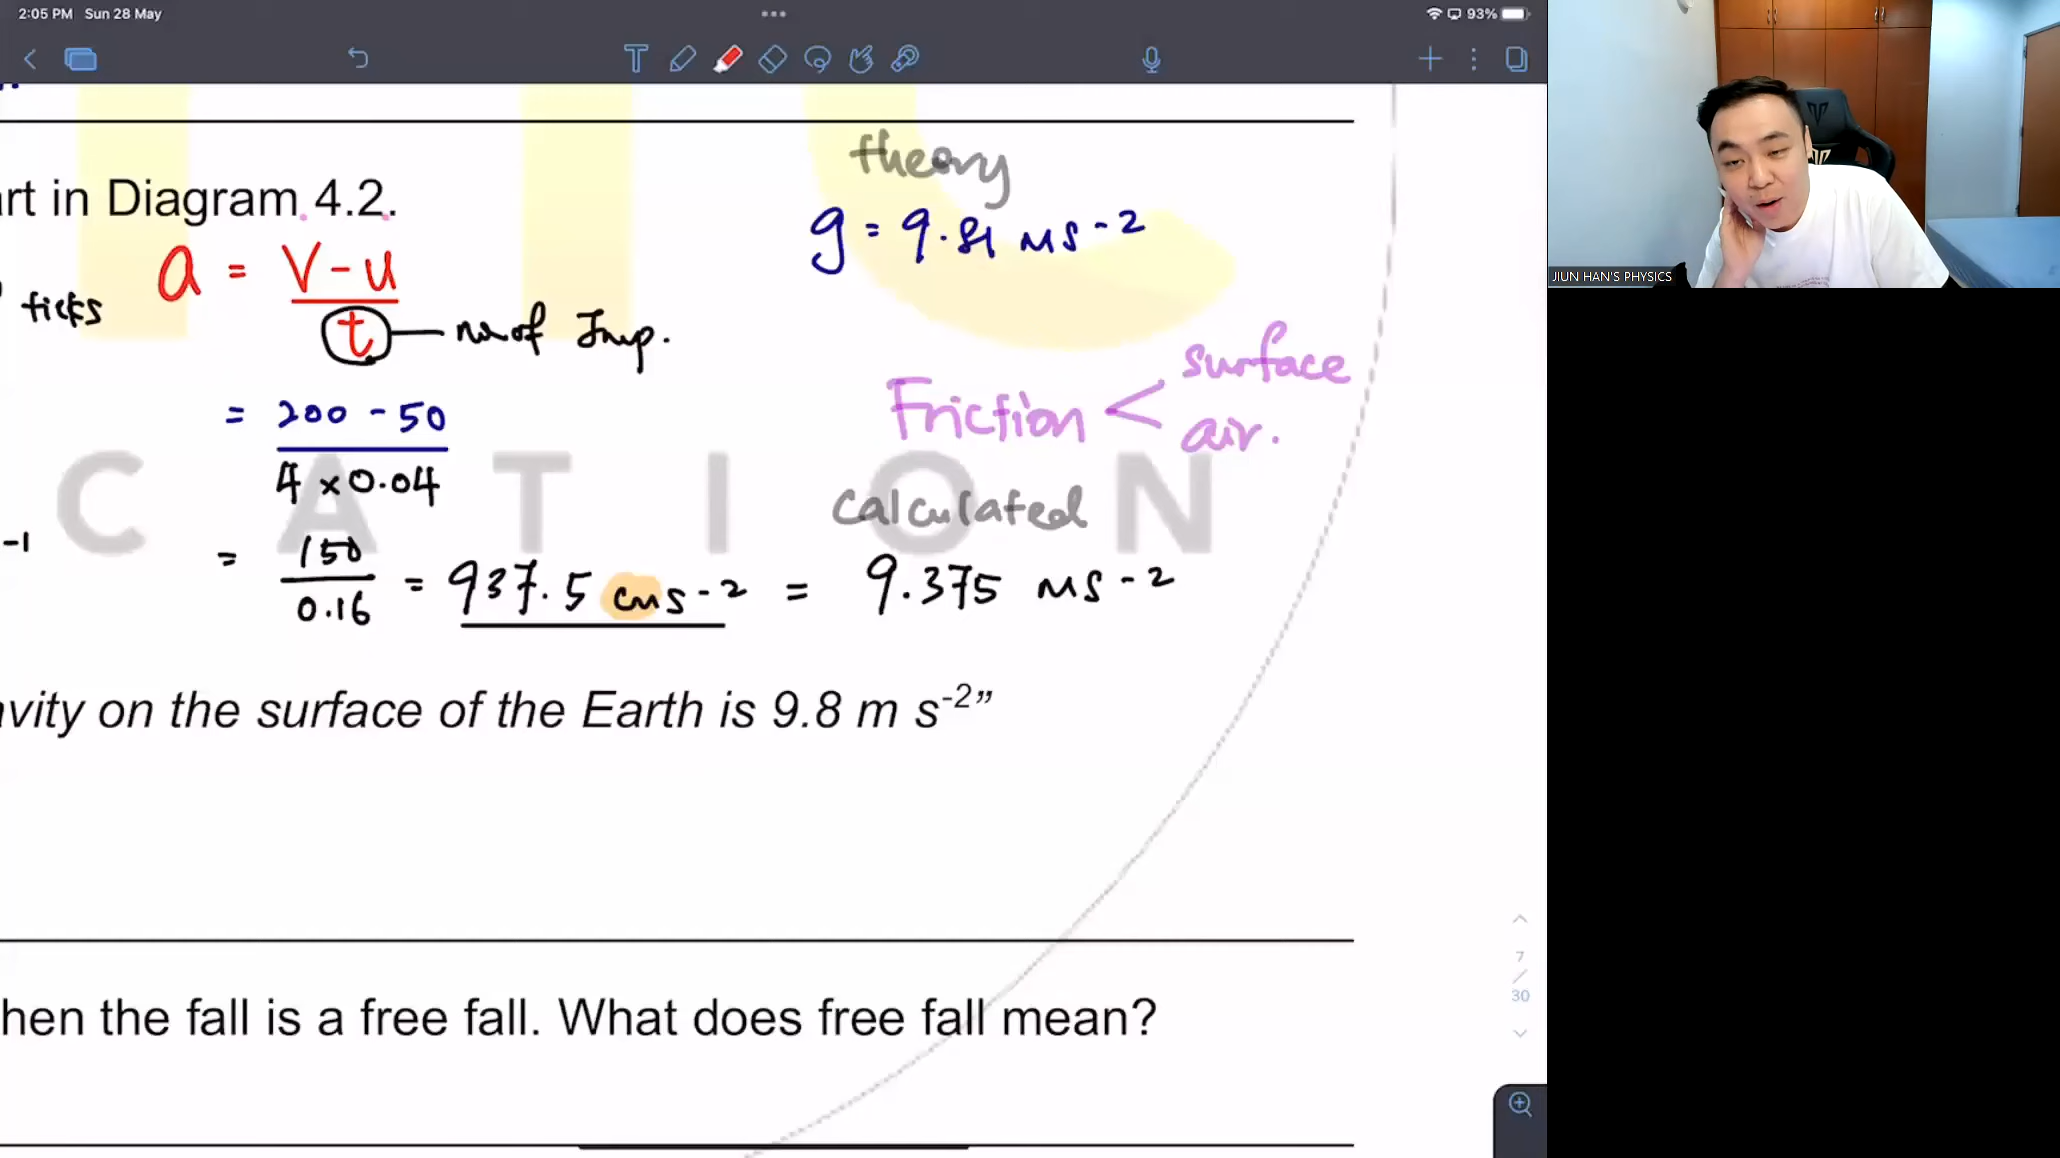 2:05 PM Sun 28 May
93%
theory
rt in Diagram 4.2.
g = 9.81 ms-2
a = v - u
ticks
t no. of Imp.
surface
Friction <
air.
= 200 - 50
4 × 0.04
CATION
calculated
-1
= 150
0.16
= 937.5 cms-2 = 9.375 ms-2
vity on the surface of the Earth is 9.8 m s-2”
hen the fall is a free fall. What does free fall mean?
7
/
30
JIUN HAN'S PHYSICS